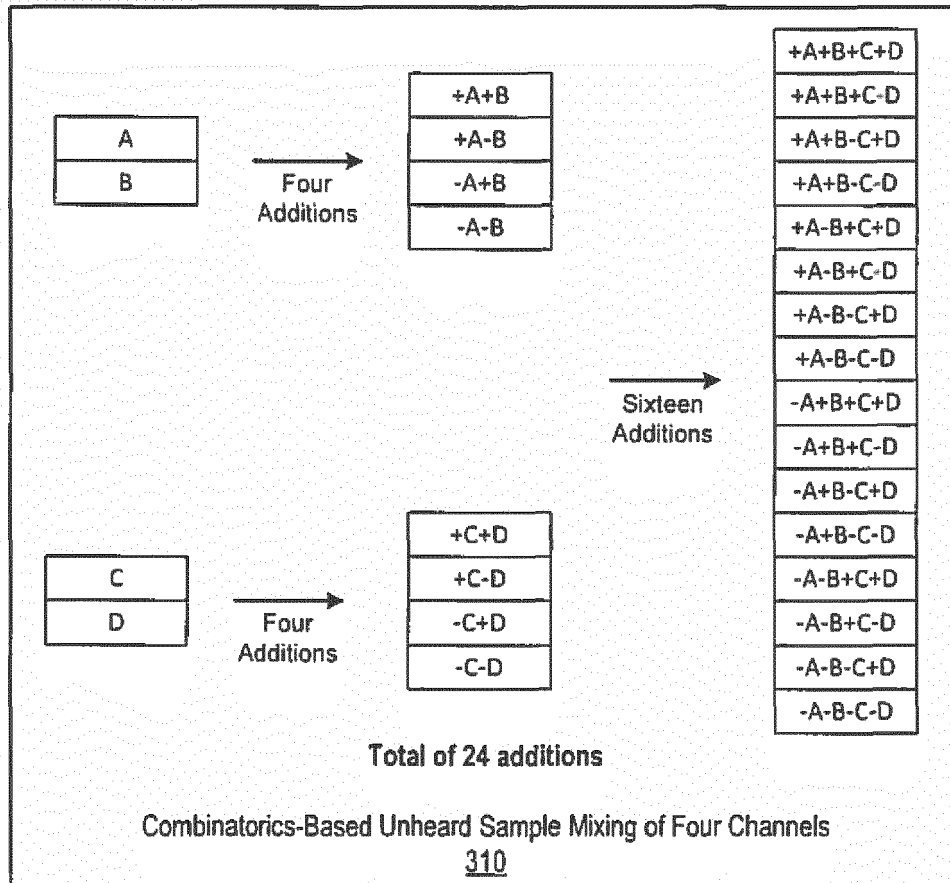 A
B
Four
Additions
+A+B
+A-B
-A+B
-A-B
C
D
Four
Additions
+C+D
+C-D
-C+D
-C-D
Sixteen
Additions
+A+B+C+D
+A+B+C-D
+A+B-C+D
+A+B-C-D
+A-B+C+D
+A-B+C-D
+A-B-C+D
+A-B-C-D
-A+B+C+D
-A+B+C-D
-A+B-C+D
-A+B-C-D
-A-B+C+D
-A-B+C-D
-A-B-C+D
-A-B-C-D
Total of 24 additions
Combinatorics-Based Unheard Sample Mixing of Four Channels
310